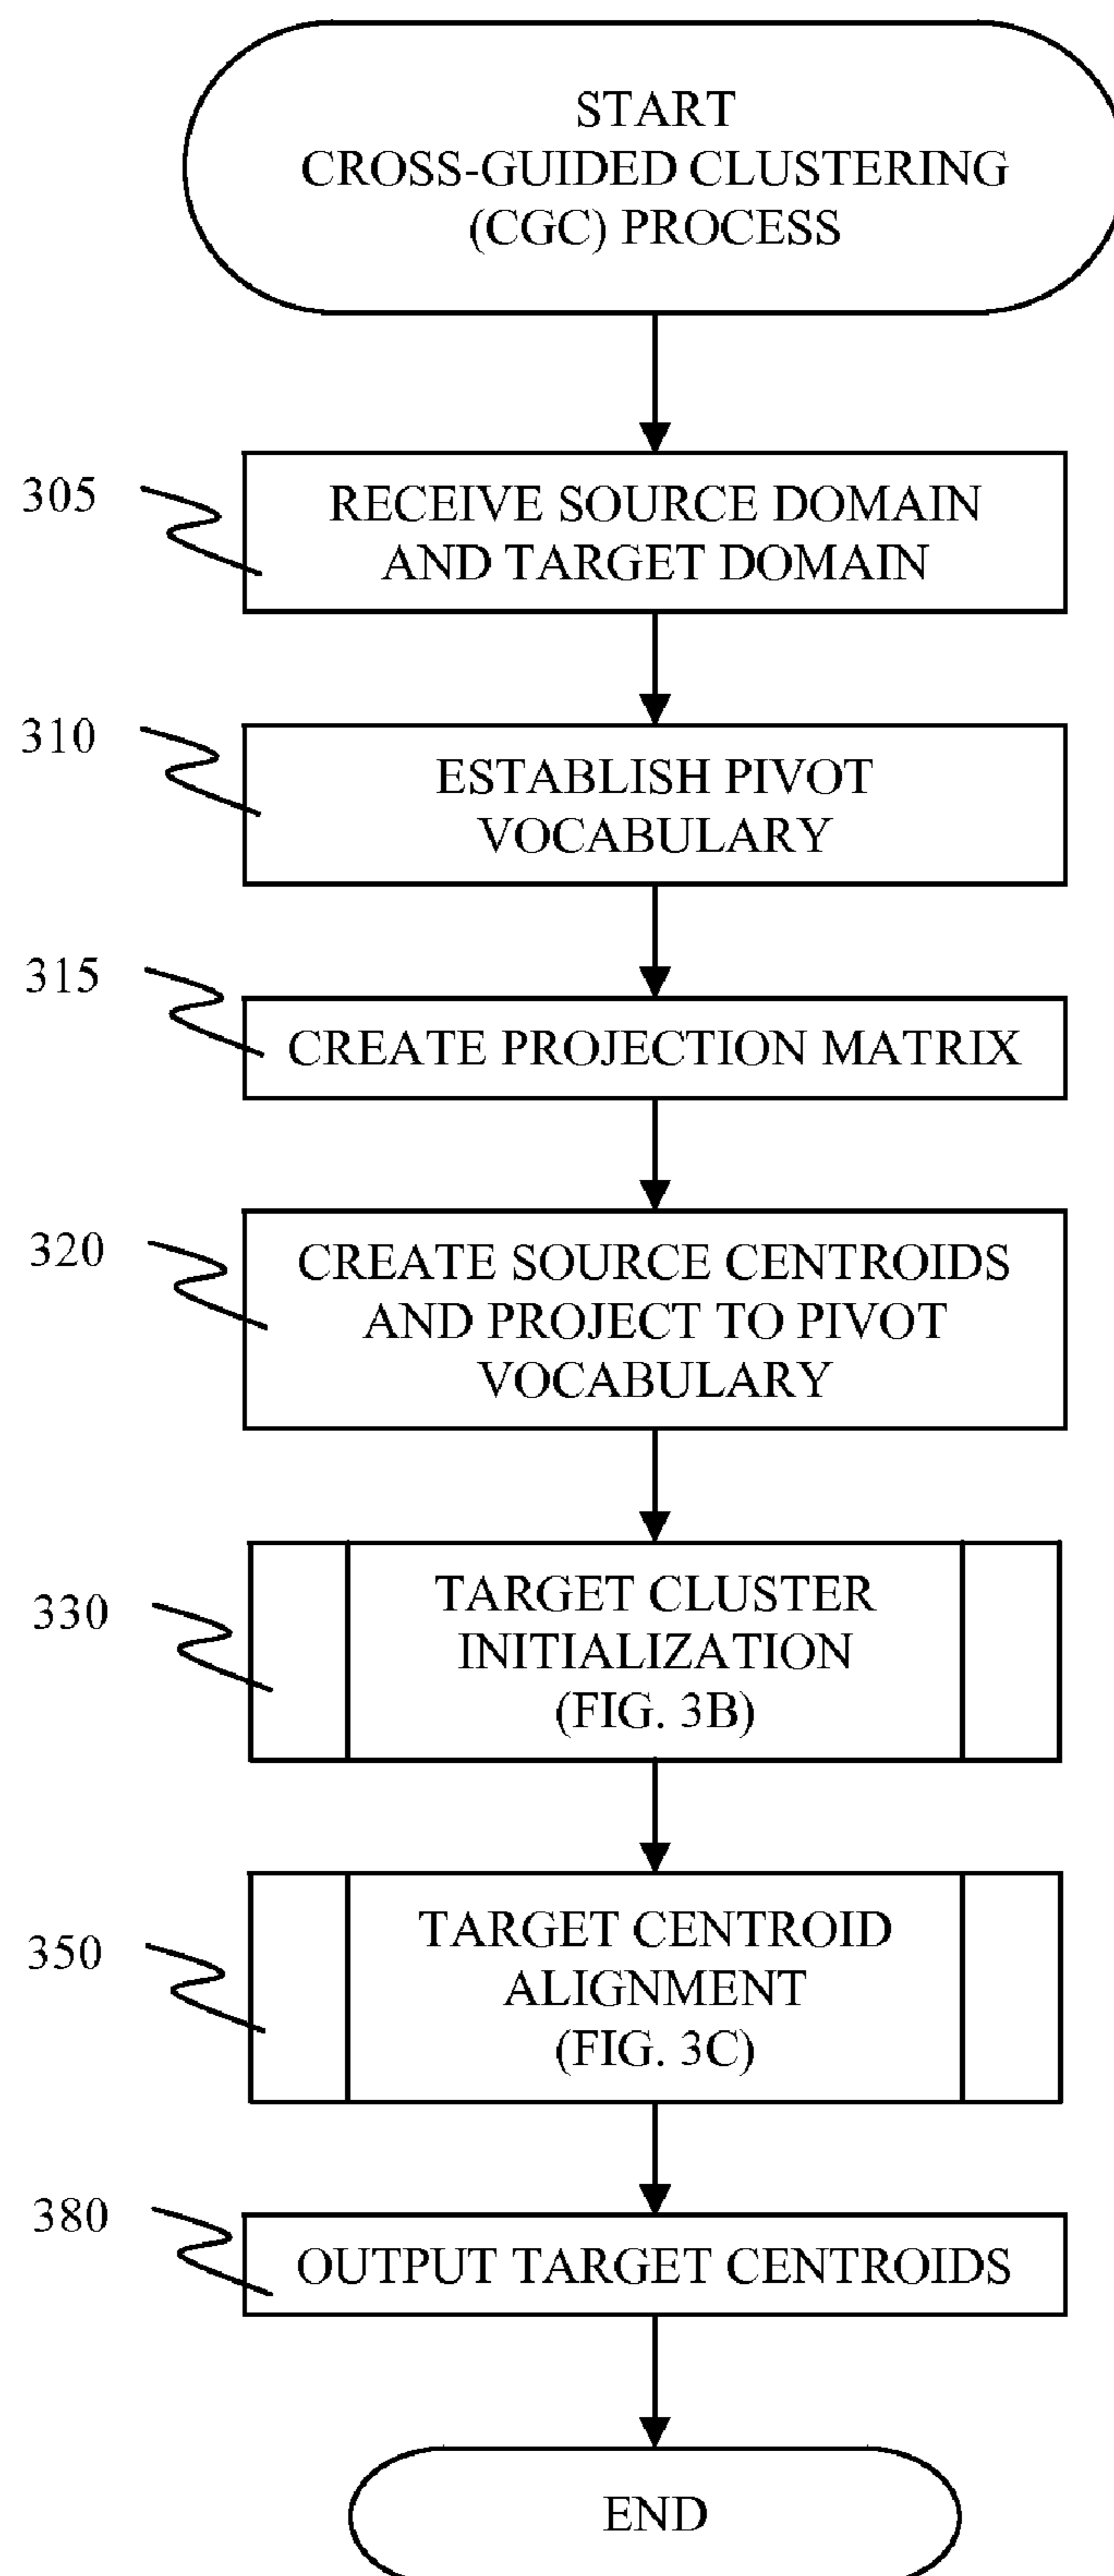 START
CROSS-GUIDED CLUSTERING
(CGC) PROCESS
305
RECEIVE SOURCE DOMAIN
AND TARGET DOMAIN
310
ESTABLISH PIVOT
VOCABULARY
315
CREATE PROJECTION MATRIX
320
CREATE SOURCE CENTROIDS
AND PROJECT TO PIVOT
VOCABULARY
330
TARGET CLUSTER
INITIALIZATION
(FIG. 3B)
350
TARGET CENTROID
ALIGNMENT
(FIG. 3C)
380
OUTPUT TARGET CENTROIDS
END